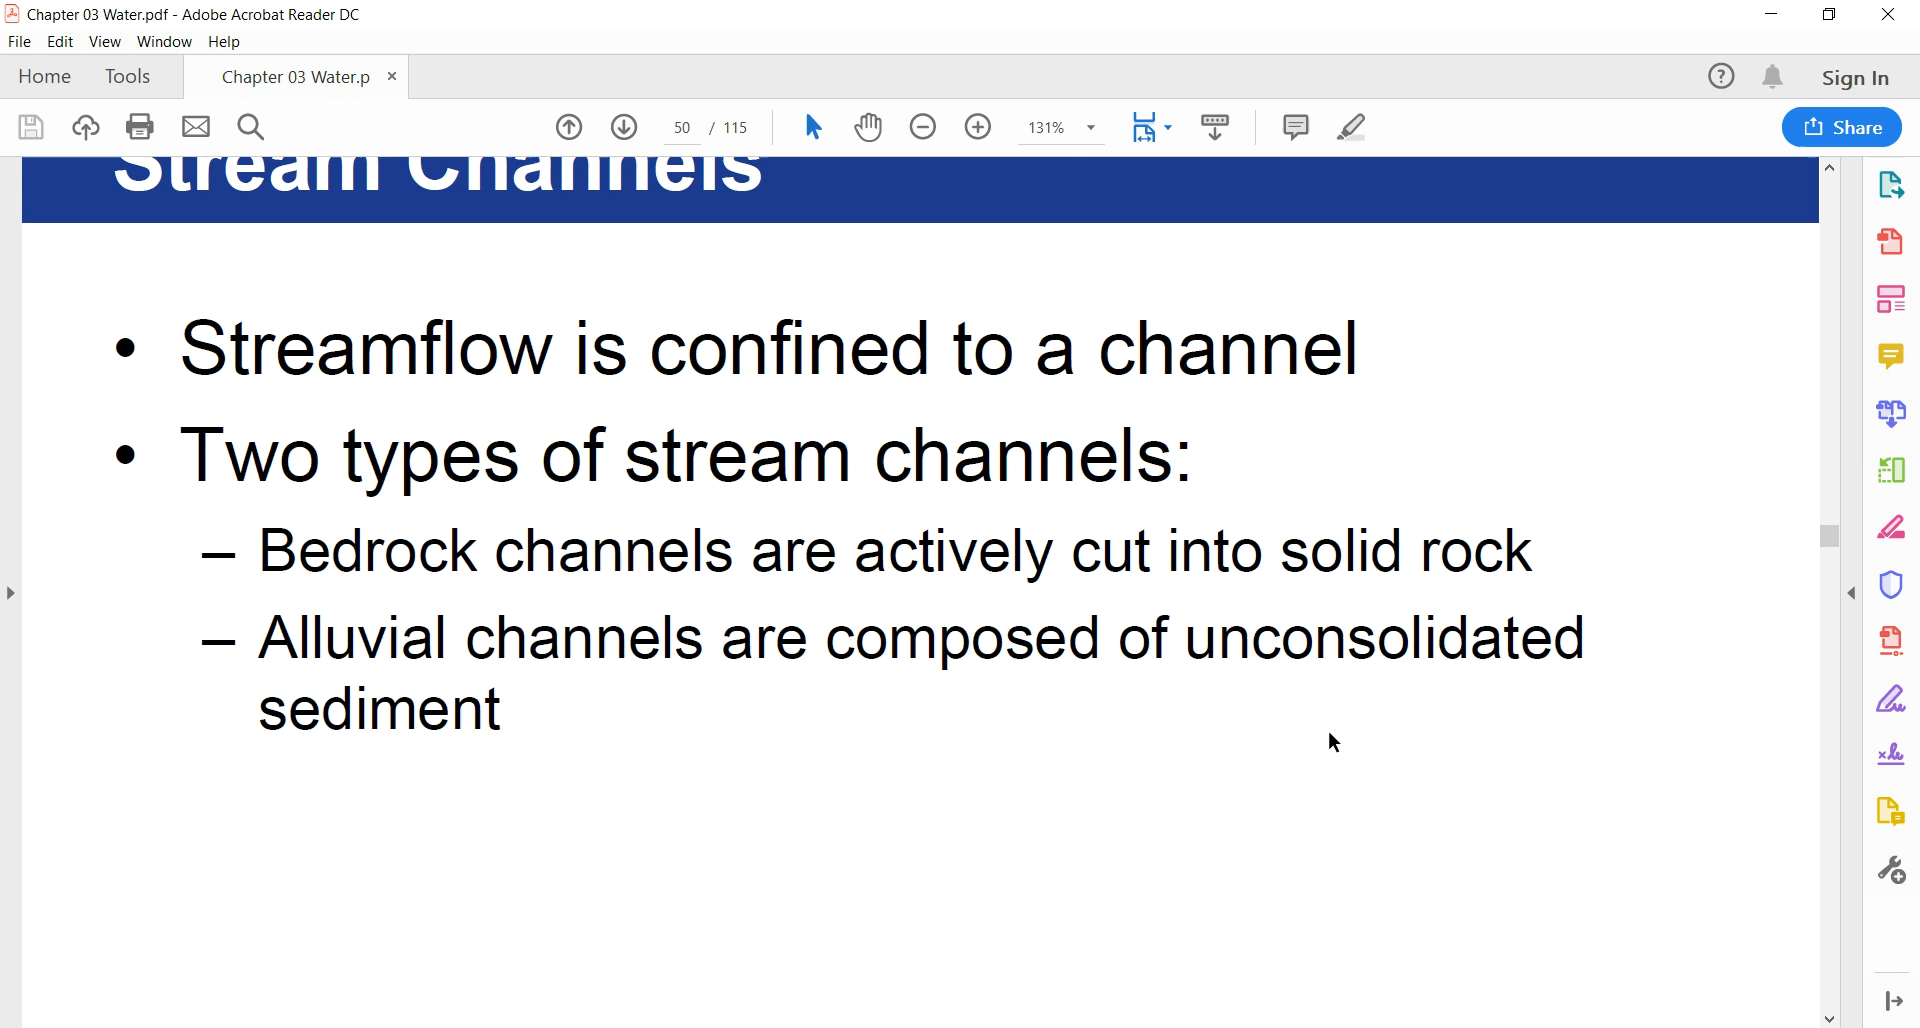 Chapter 03 Water.pdf - Adobe Acrobat Reader DC
File Edit View Window Help
Home Tools Chapter 03 Water.p × Sign In
50 / 115 131% Share
Stream Channels
• Streamflow is confined to a channel
• Two types of stream channels:
– Bedrock channels are actively cut into solid rock
– Alluvial channels are composed of unconsolidated
sediment